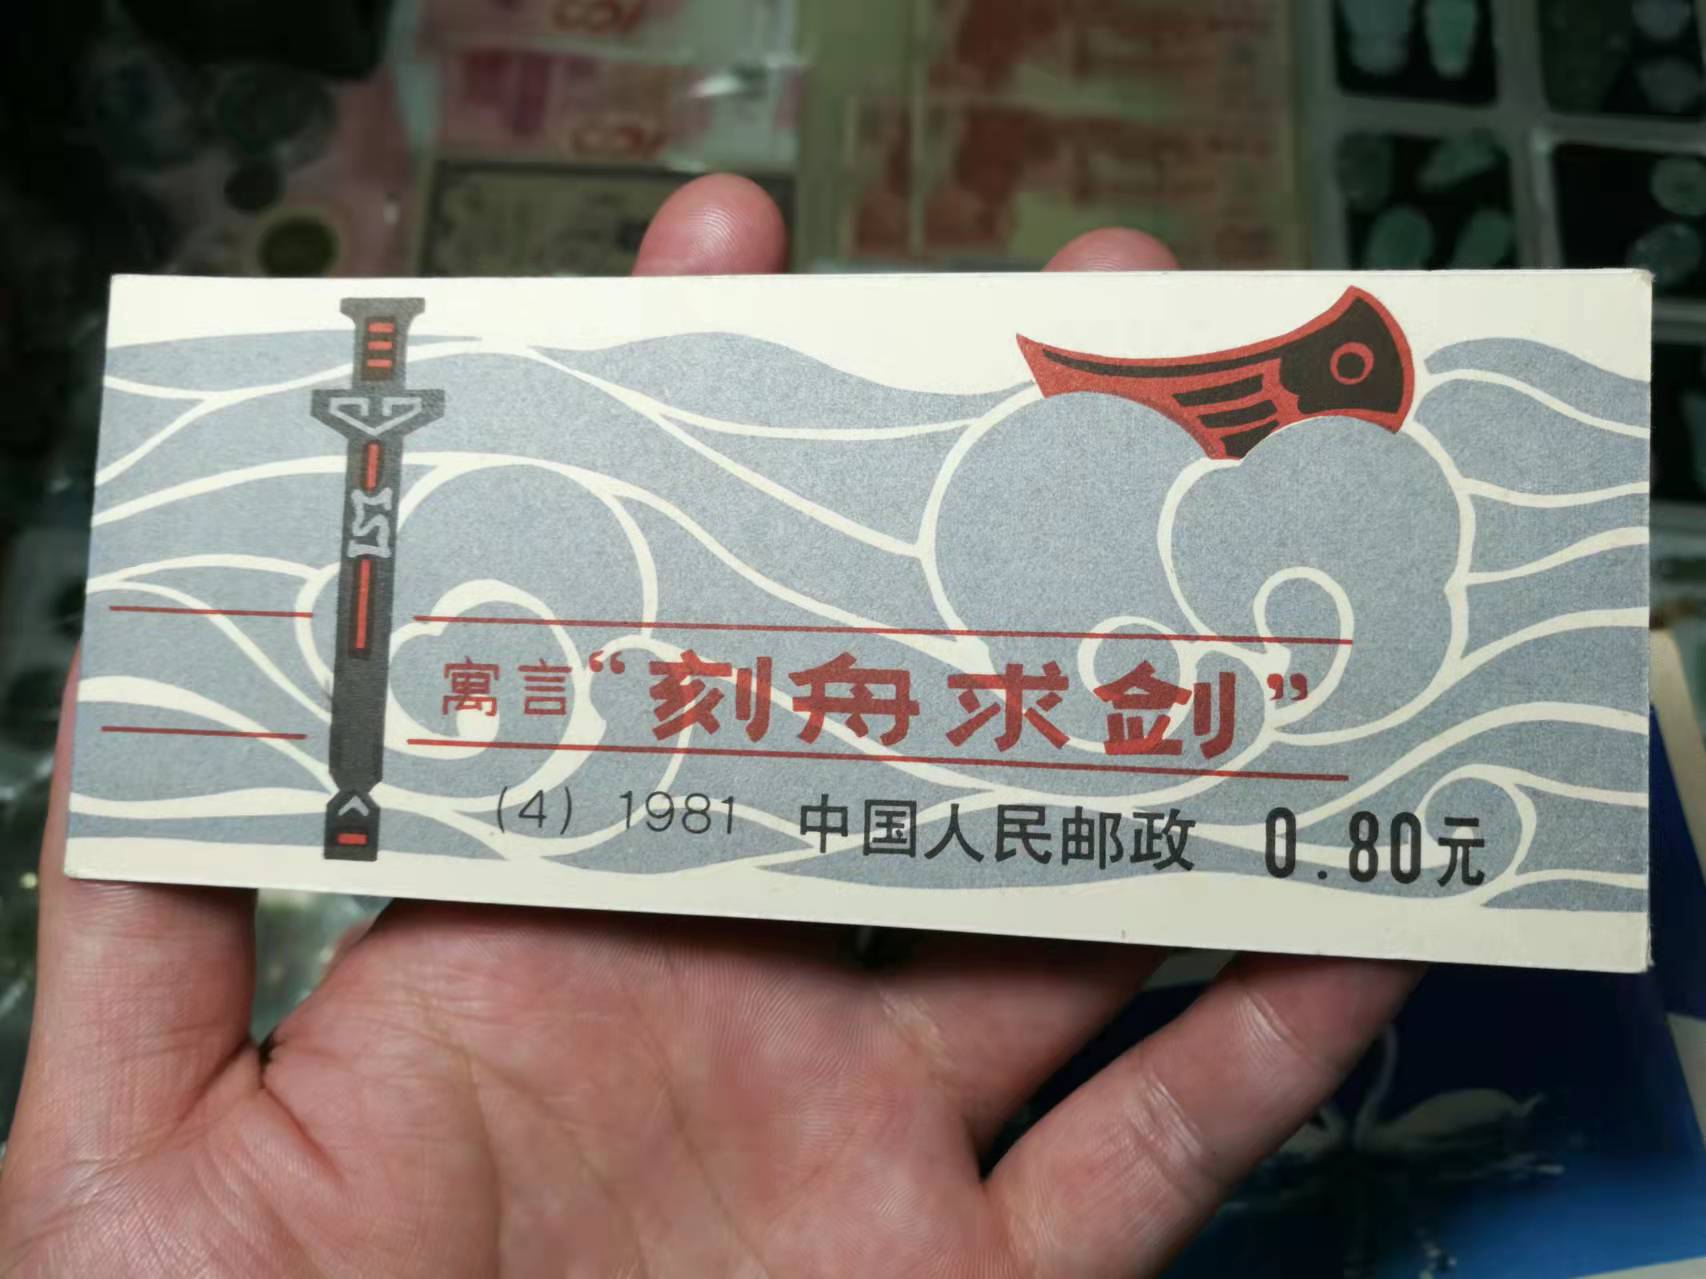 寓言“刻舟求剑”
(4) 1981 中国人民邮政 0.80元